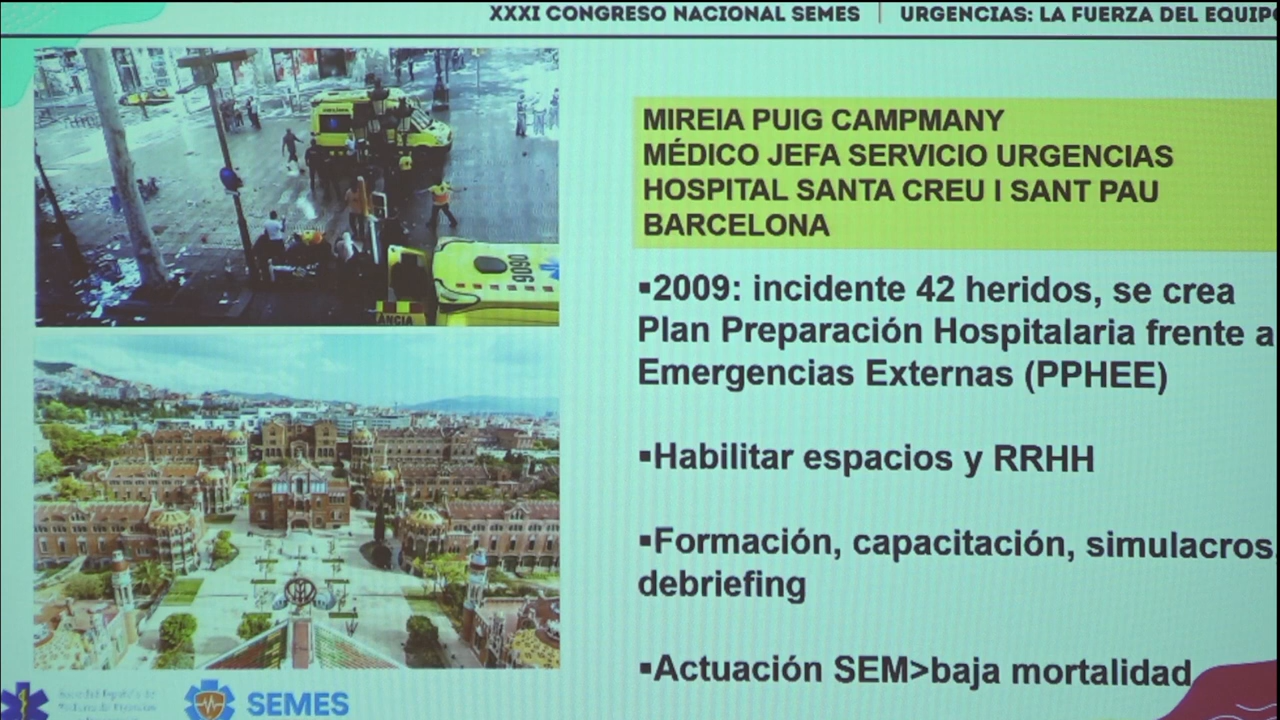 XXXI CONGRESO NACIONAL SEMES | URGENCIAS: LA FUERZA DEL EQUIPO
9090
MIREIA PUIG CAMPMANY
MÉDICO JEFA SERVICIO URGENCIAS
HOSPITAL SANTA CREU I SANT PAU
BARCELONA
▪2009: incidente 42 heridos, se crea
Plan Preparación Hospitalaria frente a
Emergencias Externas (PPHEE)
▪Habilitar espacios y RRHH
▪Formación, capacitación, simulacros
debriefing
▪Actuación SEM>baja mortalidad
SEMES